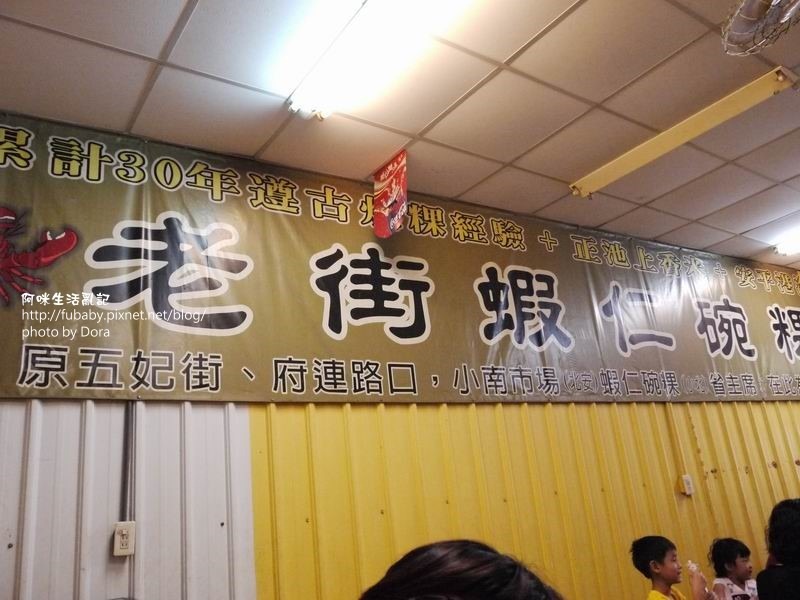 累計30年遵古炊粿經驗 + 正池上香米 + 安平
老街蝦仁碗粿
原五妃街、府連路口，小南市場(北安)蝦仁碗粿 省主席 在此
阿咪生活亂記
http://fubaby.pixnet.net/blog/
photo by Dora